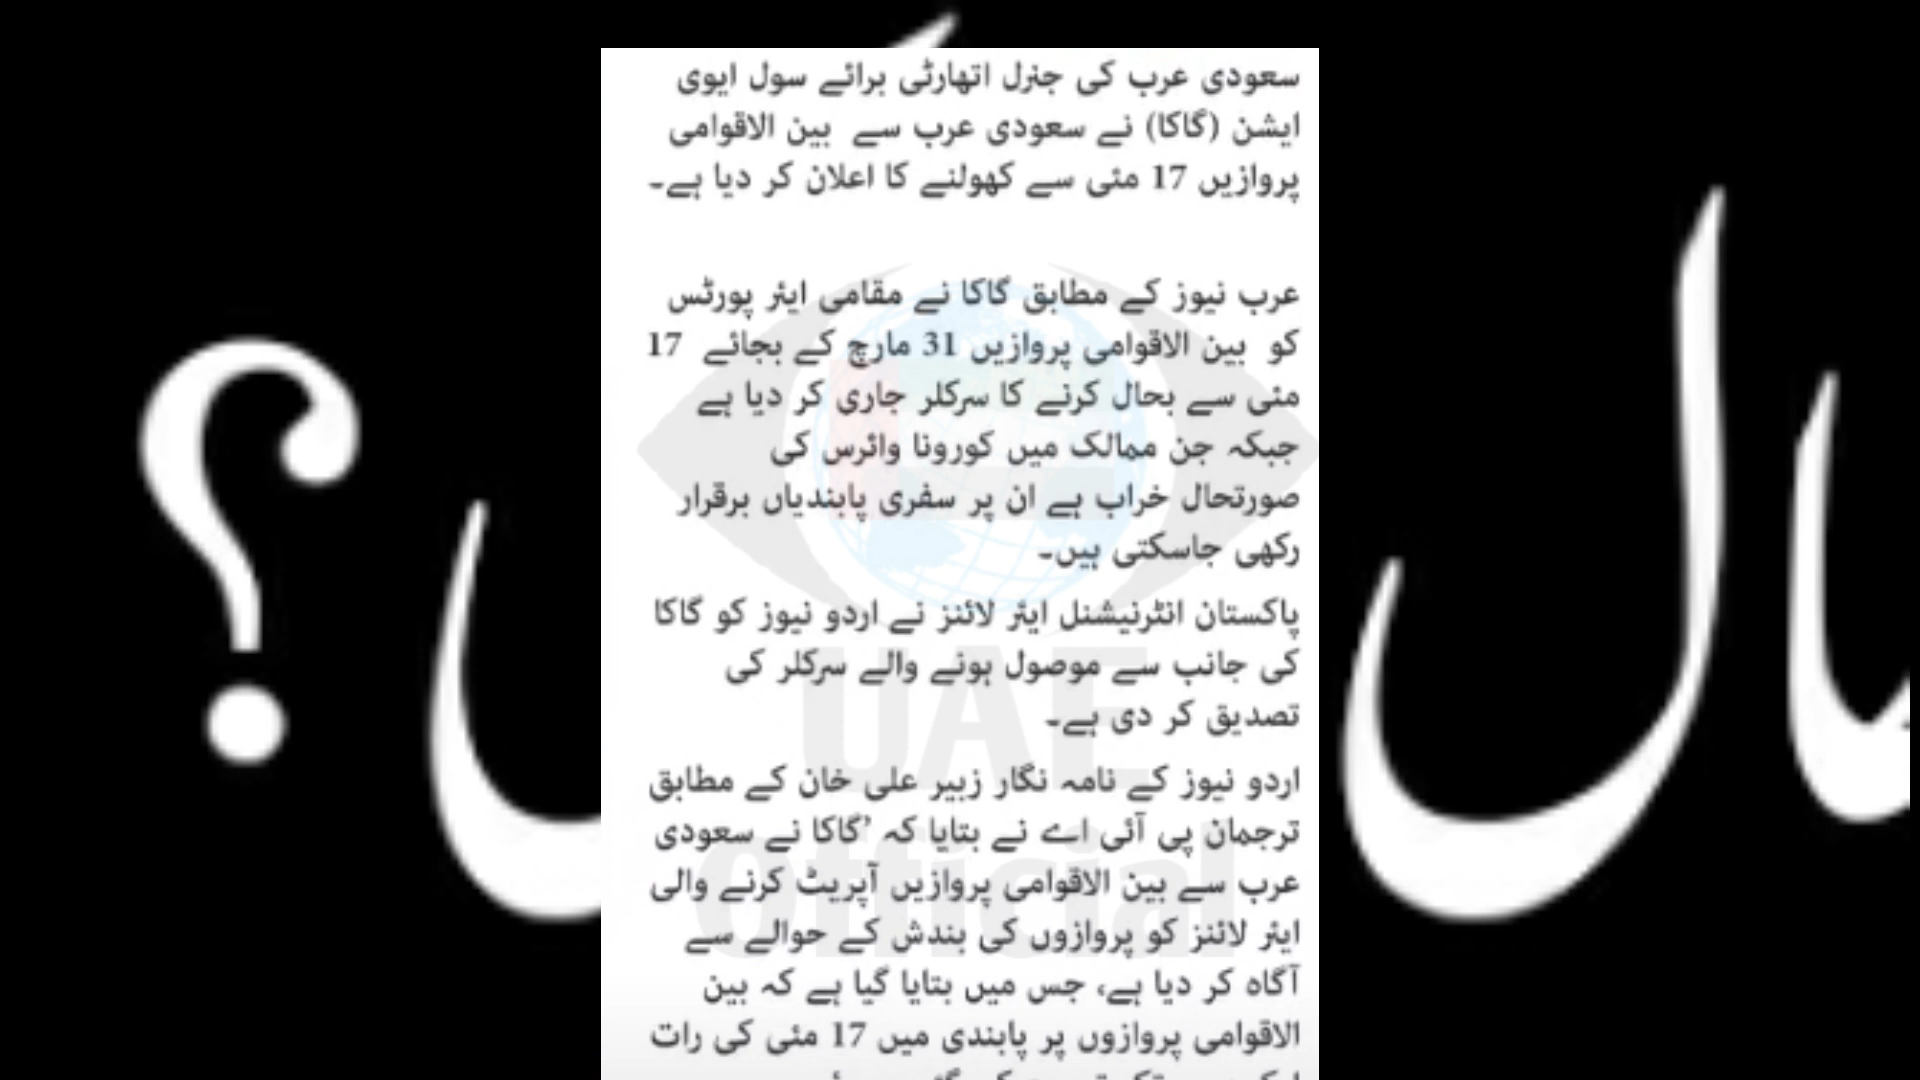 سعودی عرب کی جنرل اتھارٹی برائے سول ایوی
ایشن (گاکا) نے سعودی عرب سے بین الاقوامی
پروازیں 17 مئی سے کھولنے کا اعلان کر دیا ہے۔
عرب نیوز کے مطابق گاکا نے مقامی ایئر پورٹس
کو بین الاقوامی پروازیں 31 مارچ کے بجائے 17
مئی سے بحال کرنے کا سرکلر جاری کر دیا ہے
جبکہ جن ممالک میں کورونا وائرس کی
صورتحال خراب ہے ان پر سفری پابندیاں برقرار
رکھی جاسکتی ہیں۔
پاکستان انٹرنیشنل ایئر لائنز نے اردو نیوز کو گاکا
کی جانب سے موصول ہونے والے سرکلر کی
تصدیق کر دی ہے۔
اردو نیوز کے نامہ نگار زبیر علی خان کے مطابق
ترجمان پی آئی اے نے بتایا کہ ’گاکا نے سعودی
عرب سے بین الاقوامی پروازیں آپریٹ کرنے والی
ایئر لائنز کو پروازوں کی بندش کے حوالے سے
آگاہ کر دیا ہے، جس میں بتایا گیا ہے کہ بین
الاقوامی پروازوں پر پابندی میں 17 مئی کی رات
UAE
Official
؟